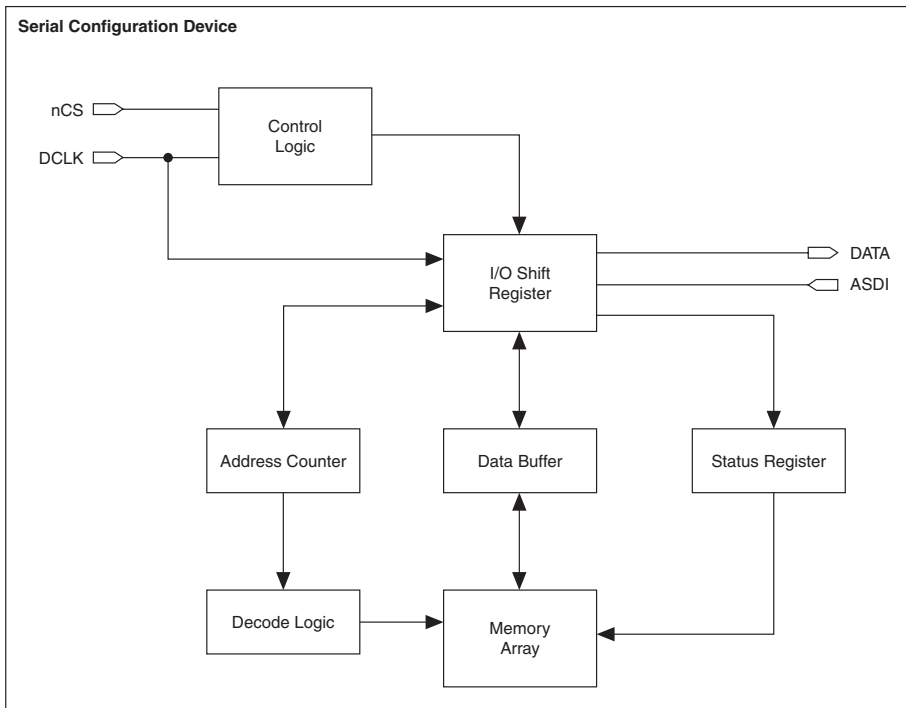 Serial Configuration Device
nCS
DCLK
Control
Logic
I/O Shift
Register
DATA
ASDI
Address Counter
Data Buffer
Status Register
Decode Logic
Memory
Array